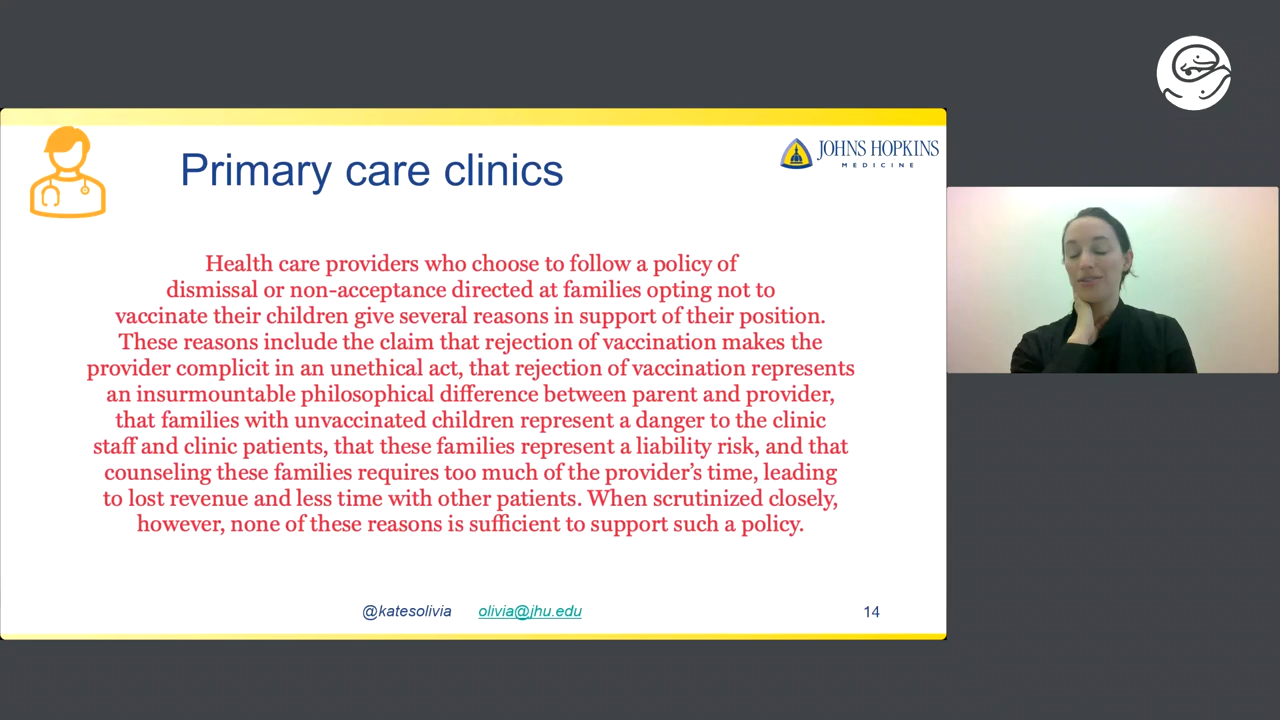 Primary care clinics
JOHNS HOPKINS
MEDICINE
Health care providers who choose to follow a policy of
dismissal or non-acceptance directed at families opting not to
vaccinate their children give several reasons in support of their position.
These reasons include the claim that rejection of vaccination makes the
provider complicit in an unethical act, that rejection of vaccination represents
an insurmountable philosophical difference between parent and provider,
that families with unvaccinated children represent a danger to the clinic
staff and clinic patients, that these families represent a liability risk, and that
counseling these families requires too much of the provider’s time, leading
to lost revenue and less time with other patients. When scrutinized closely,
however, none of these reasons is sufficient to support such a policy.
@katesolivia olivia@jhu.edu 14